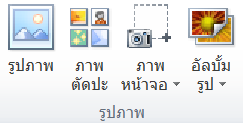 รูปภาพ
ภาพ
ตัดปะ
ภาพ
หน้าจอ
อัลบั้ม
รูป
รูปภาพ